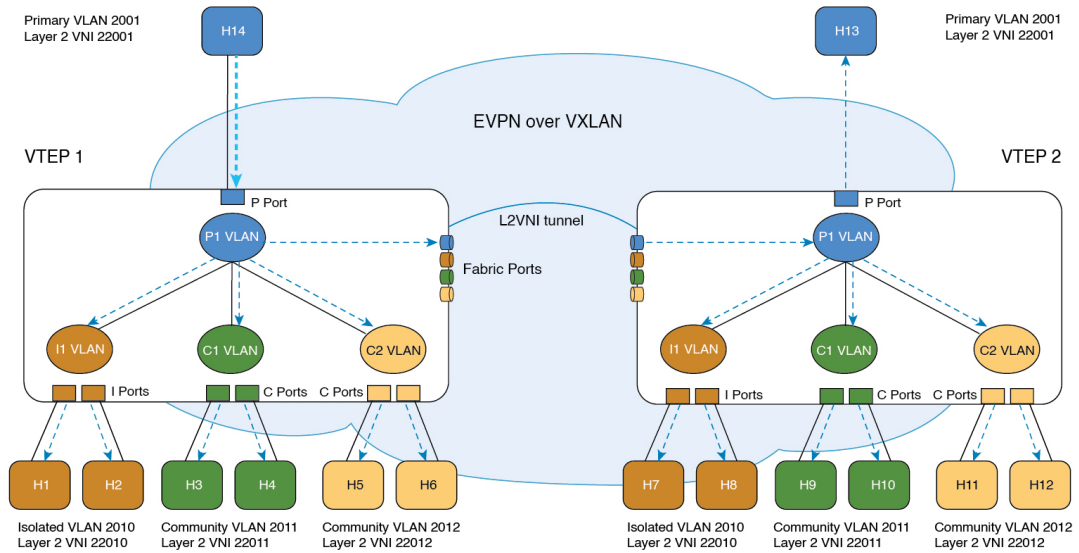 Primary VLAN 2001
Layer 2 VNI 22001
H14
H13
Primary VLAN 2001
Layer 2 VNI 22001
EVPN over VXLAN
VTEP 1
VTEP 2
P Port
P Port
L2VNI tunnel
P1 VLAN
P1 VLAN
Fabric Ports
I1 VLAN
C1 VLAN
C2 VLAN
I1 VLAN
C1 VLAN
C2 VLAN
I Ports
C Ports
C Ports
I Ports
C Ports
C Ports
H1
H2
H3
H4
H5
H6
H7
H8
H9
H10
H11
H12
Isolated VLAN 2010
Layer 2 VNI 22010
Community VLAN 2011
Layer 2 VNI 22011
Community VLAN 2012
Layer 2 VNI 22012
Isolated VLAN 2010
Layer 2 VNI 22010
Community VLAN 2011
Layer 2 VNI 22011
Community VLAN 2012
Layer 2 VNI 22012